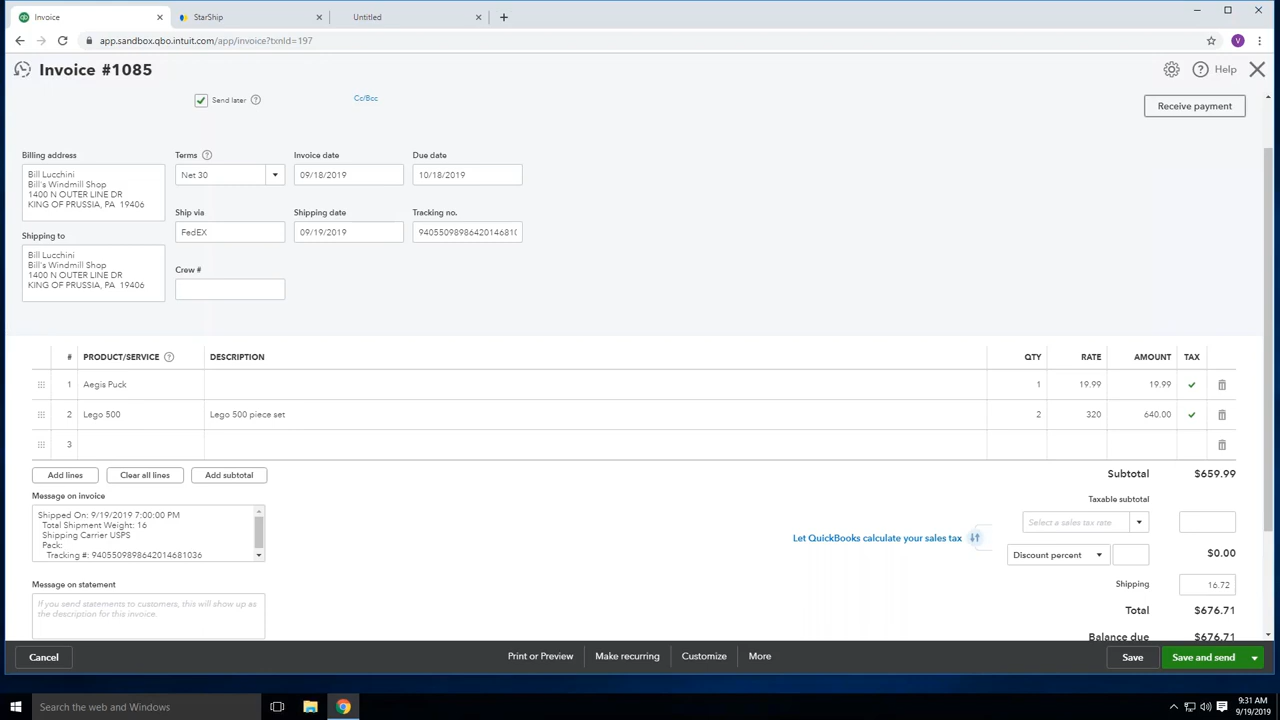 Invoice
StarShip
Untitled
app.sandbox.qbo.intuit.com/app/invoice?txnId=197
Invoice #1085
Help
Send later
Cc/Bcc
Receive payment
Billing address
Bill Lucchini
Bill's Windmill Shop
1400 N OUTER LINE DR
KING OF PRUSSIA, PA 19406
Terms
Net 30
Invoice date
09/18/2019
Due date
10/18/2019
Ship via
FedEX
Shipping date
09/19/2019
Tracking no.
9405509898642014681(
Shipping to
Bill Lucchini
Bill's Windmill Shop
1400 N OUTER LINE DR
KING OF PRUSSIA, PA 19406
Crew #
# PRODUCT/SERVICE DESCRIPTION QTY RATE AMOUNT TAX
1 Aegis Puck 1 19.99 19.99
2 Lego 500 Lego 500 piece set 2 320 640.00
3
Add lines Clear all lines Add subtotal
Subtotal $659.99
Message on invoice
Shipped On: 9/19/2019 7:00:00 PM
Total Shipment Weight: 16
Shipping Carrier USPS
Pack:
Tracking #: 9405509898642014681036
Taxable subtotal
Select a sales tax rate
Let QuickBooks calculate your sales tax
Discount percent $0.00
Message on statement
If you send statements to customers, this will show up as
the description for this invoice.
Shipping 16.72
Total $676.71
Balance due $676.71
Cancel
Print or Preview
Make recurring
Customize
More
Save
Save and send
Search the web and Windows
9:31 AM
9/19/2019
V